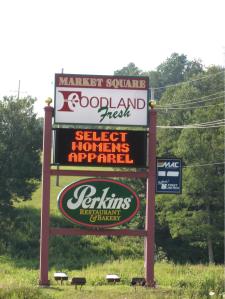 MARKET SQUARE
FOODLAND
Fresh
SELECT
WOMENS
APPAREL
MAC
Perkins
RESTAURANT
& BAKERY